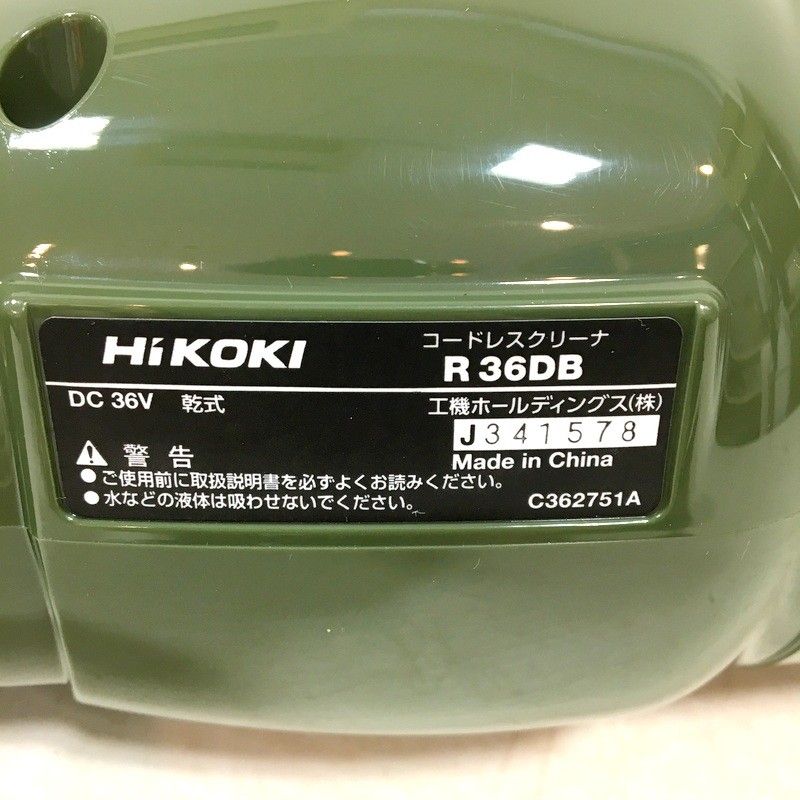 HiKOKI
コードレスクリーナ
R 36DB
DC 36V 乾式
工機ホールディングス(株)
J341578
Made in China
警告
●ご使用前に取扱説明書を必ずよくお読みください。
●水などの液体は吸わせないでください。
C362751A